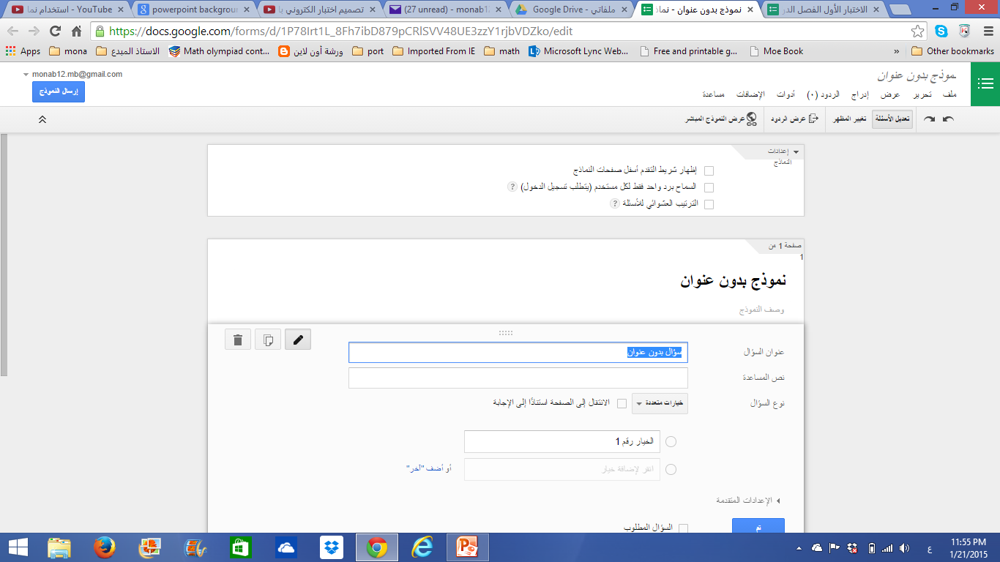 YouTube - استخدام نما
powerpoint backgroun
تصميم اختبار الكتروني با
(27 unread) - monab12
Google Drive - ملفاتي
نموذج بدون عنوان - نماذ
الاختبار الأول الفصل الدر
https://docs.google.com/forms/d/1P78Irt1L_8Fh7ibD879pCRlSVV48UE3zzY1rjbVDZko/edit
Apps mona الاستاذ المبدع Math olympiad cont... ورشة أون لاين port Imported From IE math Microsoft Lync Web... Free and printable g... Moe Book » Other bookmarks
monab12.mb@gmail.com
نموذج بدون عنوان
إرسال النموذج
ملف تحرير عرض إدراج الردود (٠) أدوات الإضافات مساعدة
تعديل الأسئلة تغيير المظهر عرض الردود عرض النموذج المباشر
إعدادات
النماذج
إظهار شريط التقدم أسفل صفحات النماذج
السماح برد واحد فقط لكل مستخدم (يتطلب تسجيل الدخول) ?
الترتيب العشوائي للأسئلة ?
صفحة 1 من
1
نموذج بدون عنوان
وصف النموذج
عنوان السؤال سؤال بدون عنوان
نص المساعدة
نوع السؤال خيارات متعددة الانتقال إلى الصفحة استنادًا إلى الإجابة
الخيار رقم 1
انقر لإضافة خيار أو أضف "آخر"
الإعدادات المتقدمة
تم السؤال المطلوب
ع
11:55 PM
1/21/2015